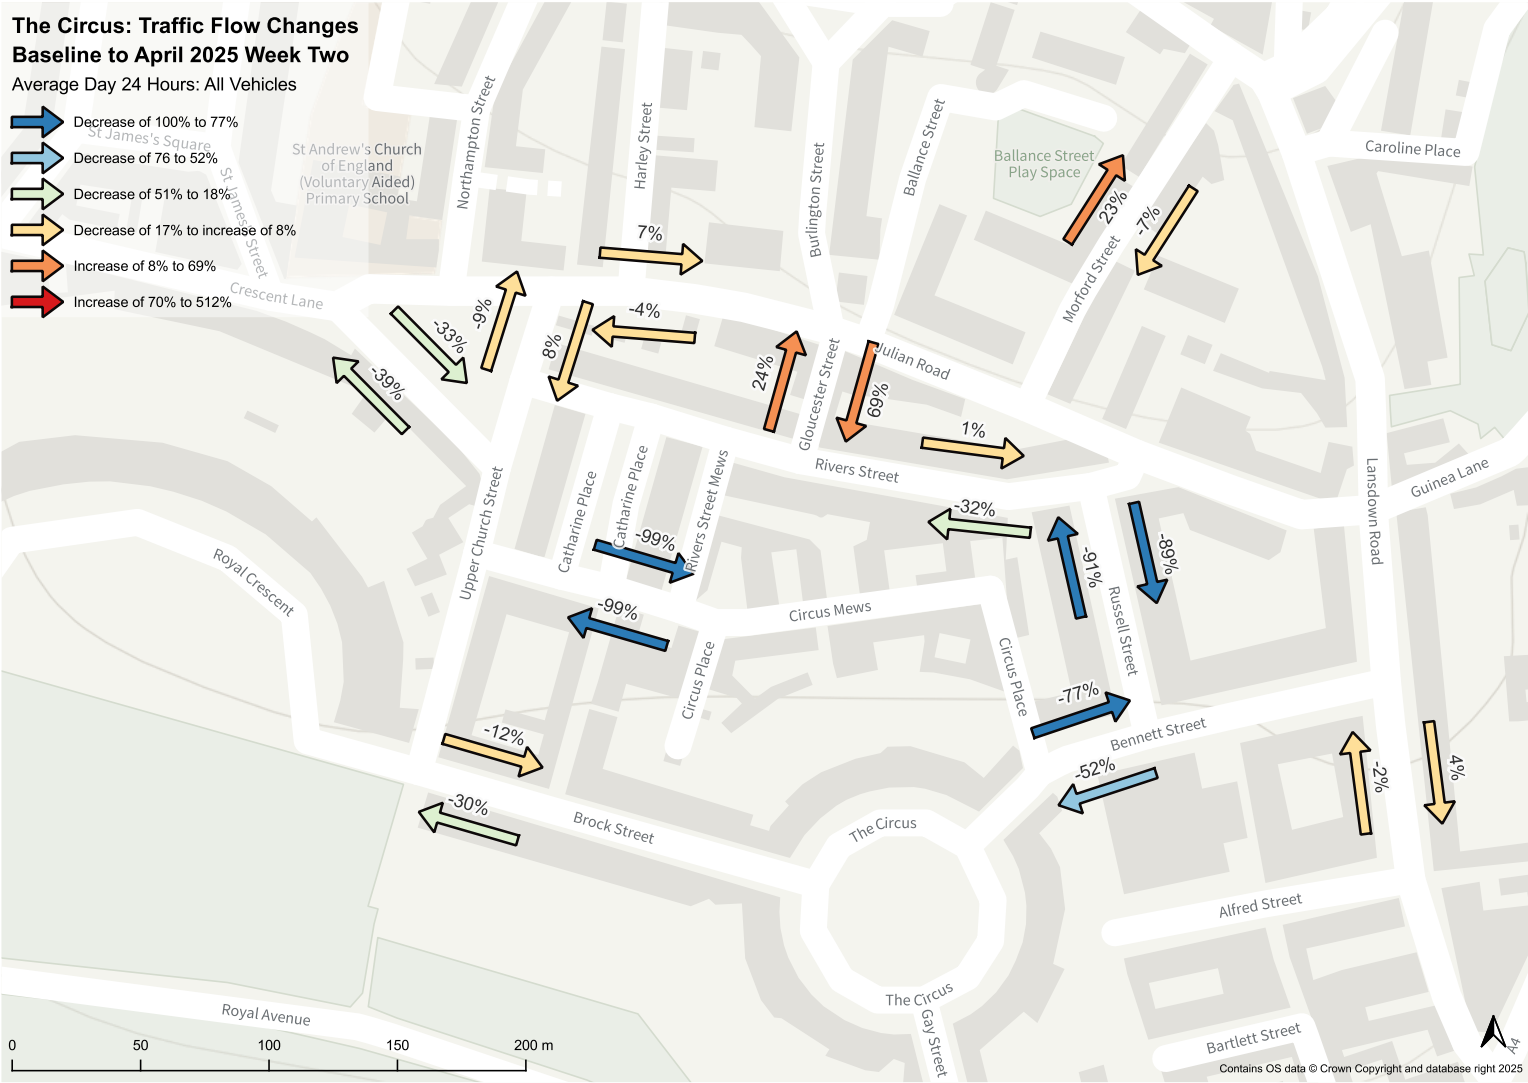 The Circus: Traffic Flow Changes
Baseline to April 2025 Week Two
Average Day 24 Hours: All Vehicles
Decrease of 100% to 77%
Decrease of 76 to 52%
Decrease of 51% to 18%
Decrease of 17% to increase of 8%
Increase of 8% to 69%
Increase of 70% to 512%
St James's Square
St James's Street
Crescent Lane
St Andrew's Church
of England
(Voluntary Aided)
Primary School
Northampton Street
Harley Street
Burlington Street
Ballance Street
Ballance Street
Play Space
Caroline Place
Morford Street
23%
-7%
7%
-4%
-9%
8%
-33%
-39%
24%
69%
Gloucester Street
Julian Road
1%
Rivers Street
-32%
Guinea Lane
Lansdown Road
Upper Church Street
Catharine Place
Catharine Place
Rivers Street Mews
-99%
-99%
Circus Mews
-91%
-89%
Russell Street
Royal Crescent
Circus Place
Circus Place
-77%
Bennett Street
-52%
-2%
4%
-12%
-30%
Brock Street
The Circus
The Circus
Gay Street
Alfred Street
Bartlett Street
A4
Royal Avenue
0
50
100
150
200 m
Contains OS data © Crown Copyright and database right 2025